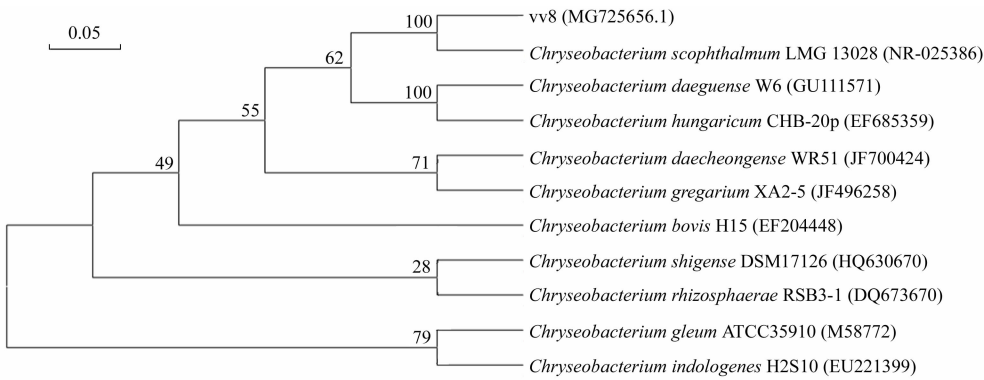 0.05
100
vv8 (MG725656.1)
Chryseobacterium scophthalmum LMG 13028 (NR-025386)
62
100
Chryseobacterium daeguense W6 (GU111571)
Chryseobacterium hungaricum CHB-20p (EF685359)
55
49
71
Chryseobacterium daecheongense WR51 (JF700424)
Chryseobacterium gregarium XA2-5 (JF496258)
Chryseobacterium bovis H15 (EF204448)
28
Chryseobacterium shigense DSM17126 (HQ630670)
Chryseobacterium rhizosphaerae RSB3-1 (DQ673670)
79
Chryseobacterium gleum ATCC35910 (M58772)
Chryseobacterium indologenes H2S10 (EU221399)